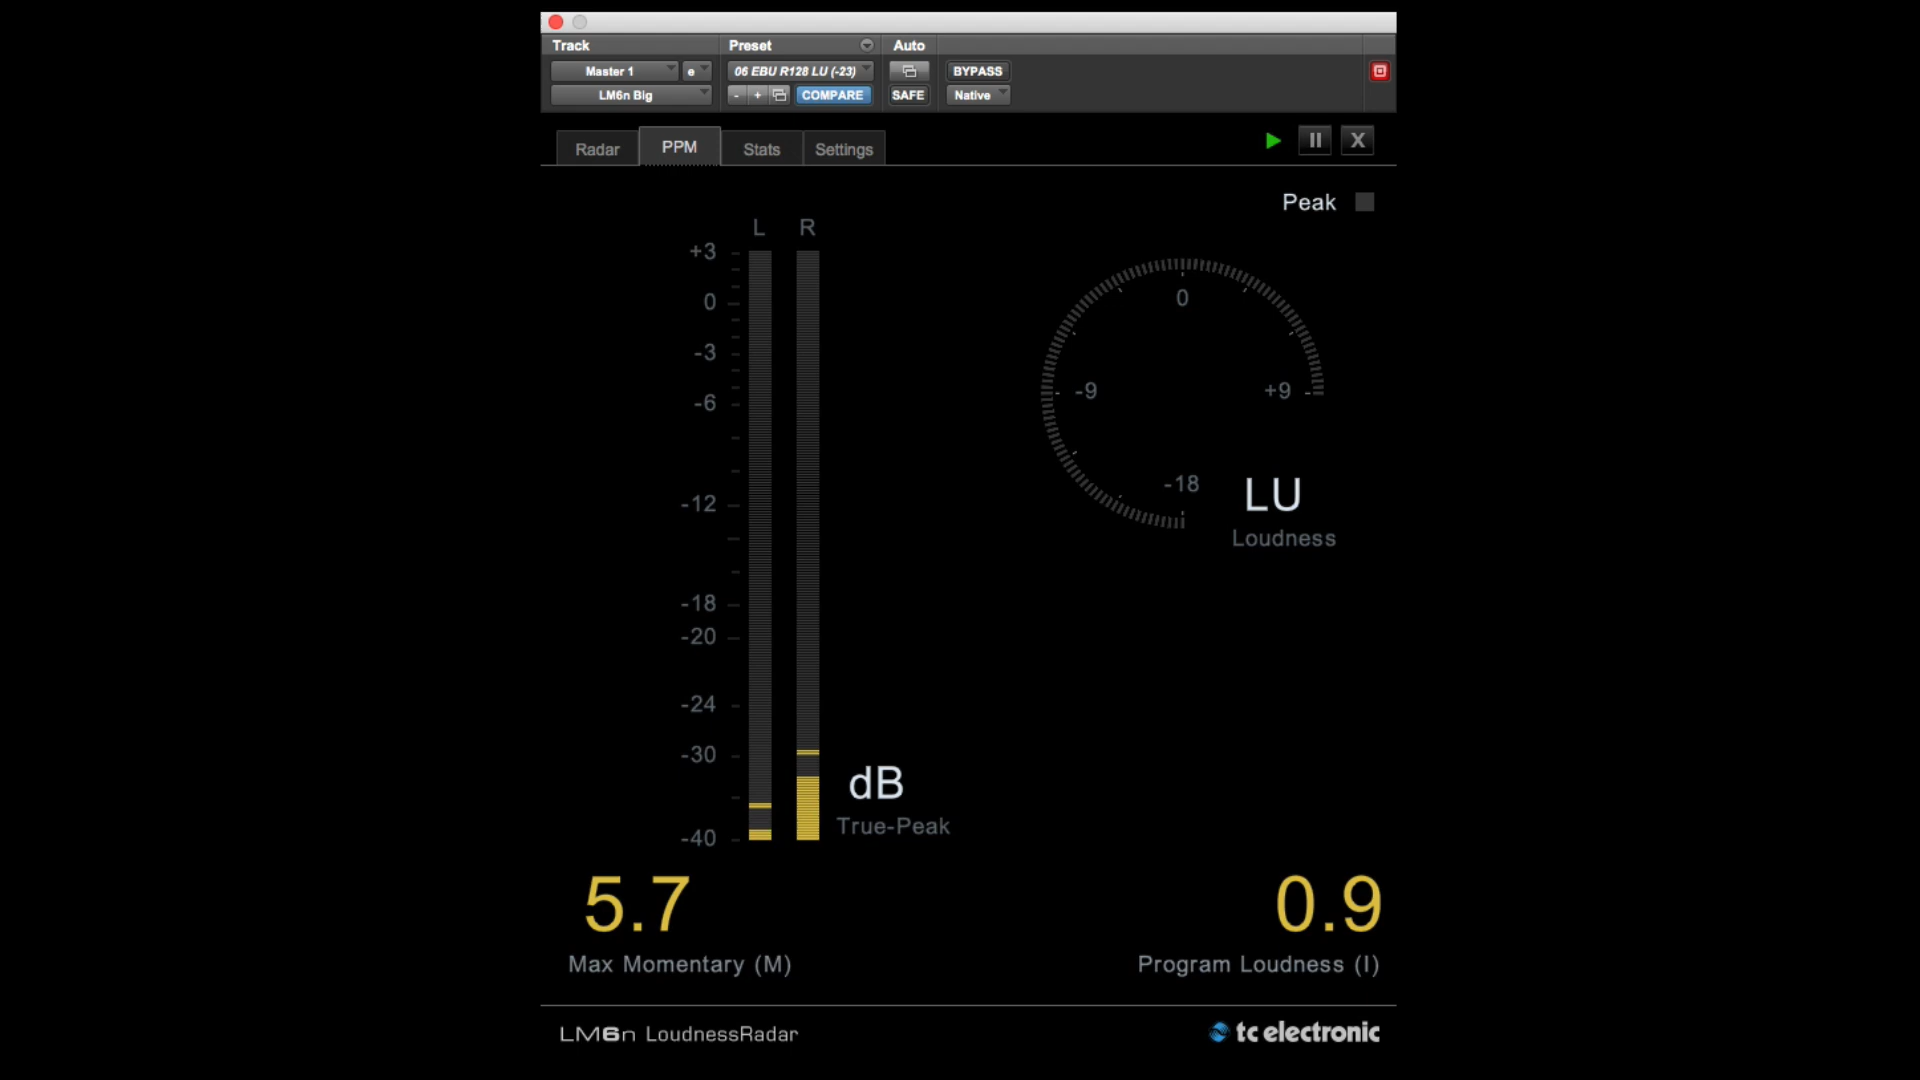 Track Preset Auto
Master 1 e 06 EBU R128 LU (-23) BYPASS
LM6n Big - + COMPARE SAFE Native
Radar PPM Stats Settings X
Peak
L R
+3
0
-3
-6
-12
-18
-20
-24
-30
-40
0
-9 +9
-18
LU
Loudness
dB
True-Peak
5.7 0.9
Max Momentary (M) Program Loudness (I)
LM6n LoudnessRadar tc electronic